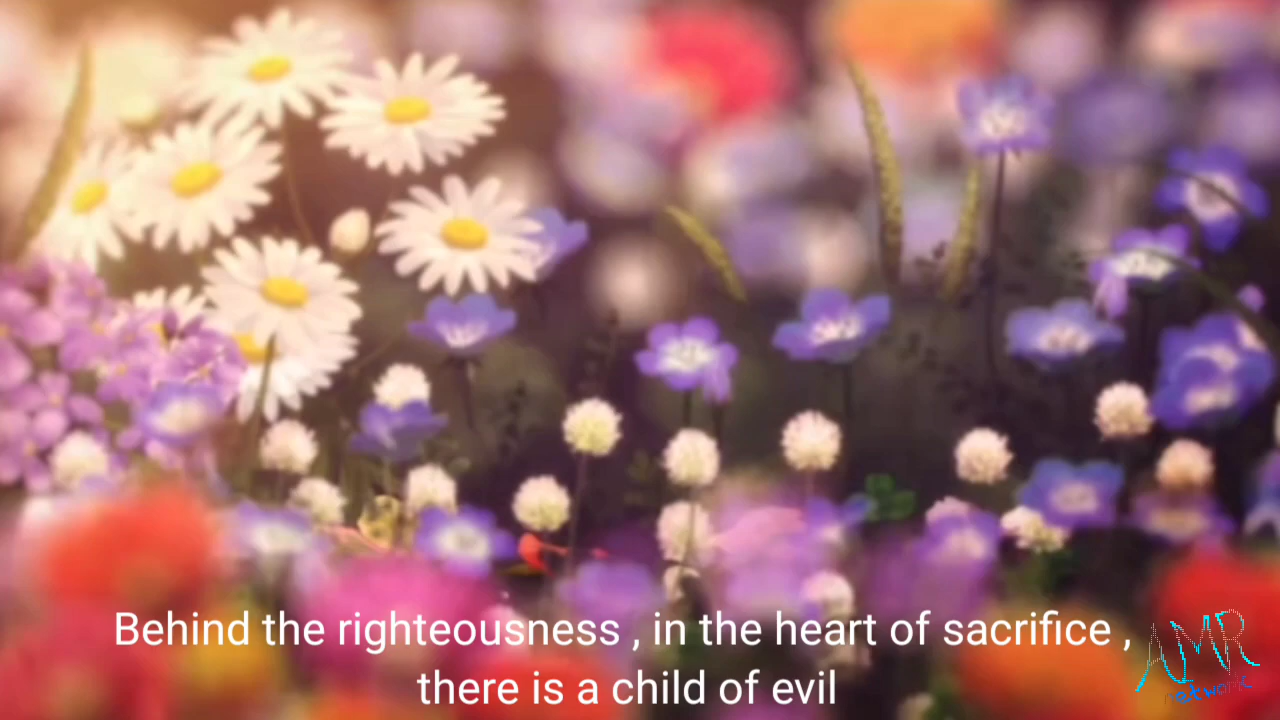 Behind the righteousness , in the heart of sacrifice ,
there is a child of evil
AMR
network